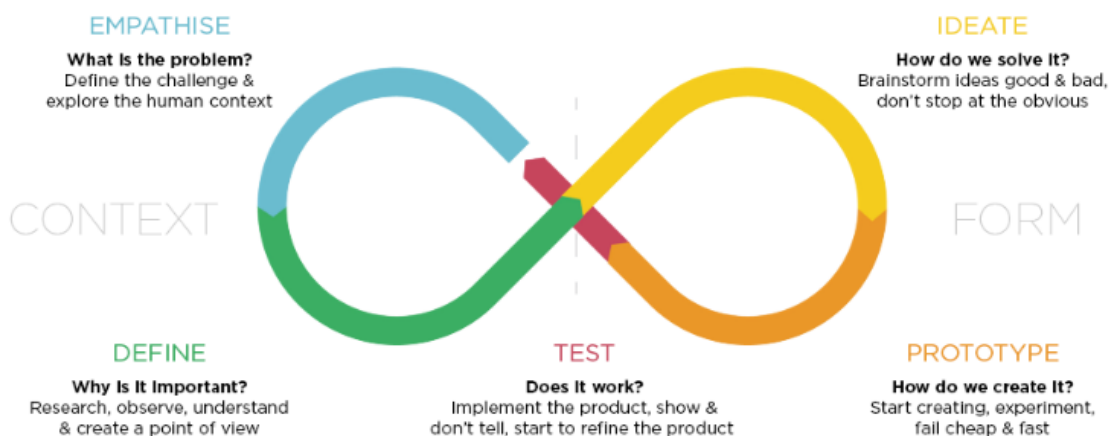 EMPATHISE
What is the problem?
Define the challenge &
explore the human context
IDEATE
How do we solve it?
Brainstorm ideas good & bad,
don't stop at the obvious
CONTEXT
FORM
DEFINE
Why is it important?
Research, observe, understand
& create a point of view
TEST
Does it work?
Implement the product, show &
don't tell, start to refine the product
PROTOTYPE
How do we create it?
Start creating, experiment,
fail cheap & fast